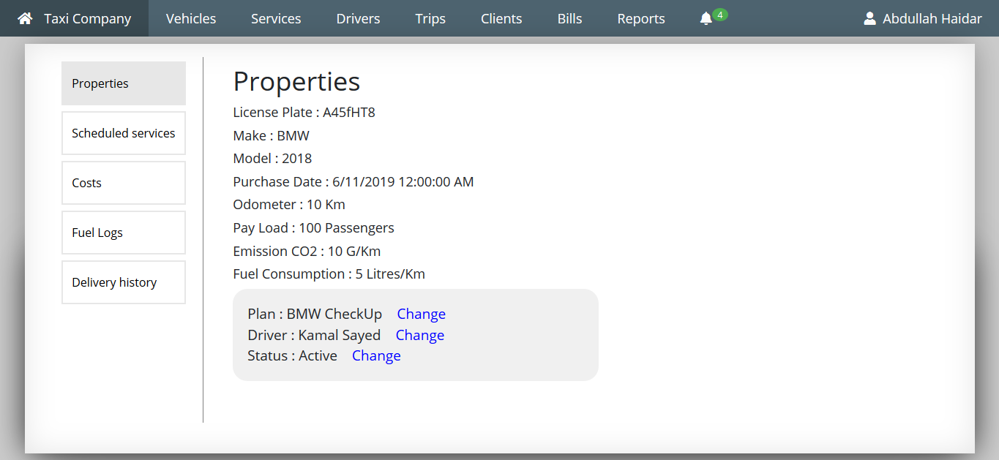 Taxi Company Vehicles Services Drivers Trips Clients Bills Reports 4 Abdullah Haidar
Properties
Scheduled services
Costs
Fuel Logs
Delivery history
Properties
License Plate : A45fHT8
Make : BMW
Model : 2018
Purchase Date : 6/11/2019 12:00:00 AM
Odometer : 10 Km
Pay Load : 100 Passengers
Emission CO2 : 10 G/Km
Fuel Consumption : 5 Litres/Km
Plan : BMW CheckUp Change
Driver : Kamal Sayed Change
Status : Active Change